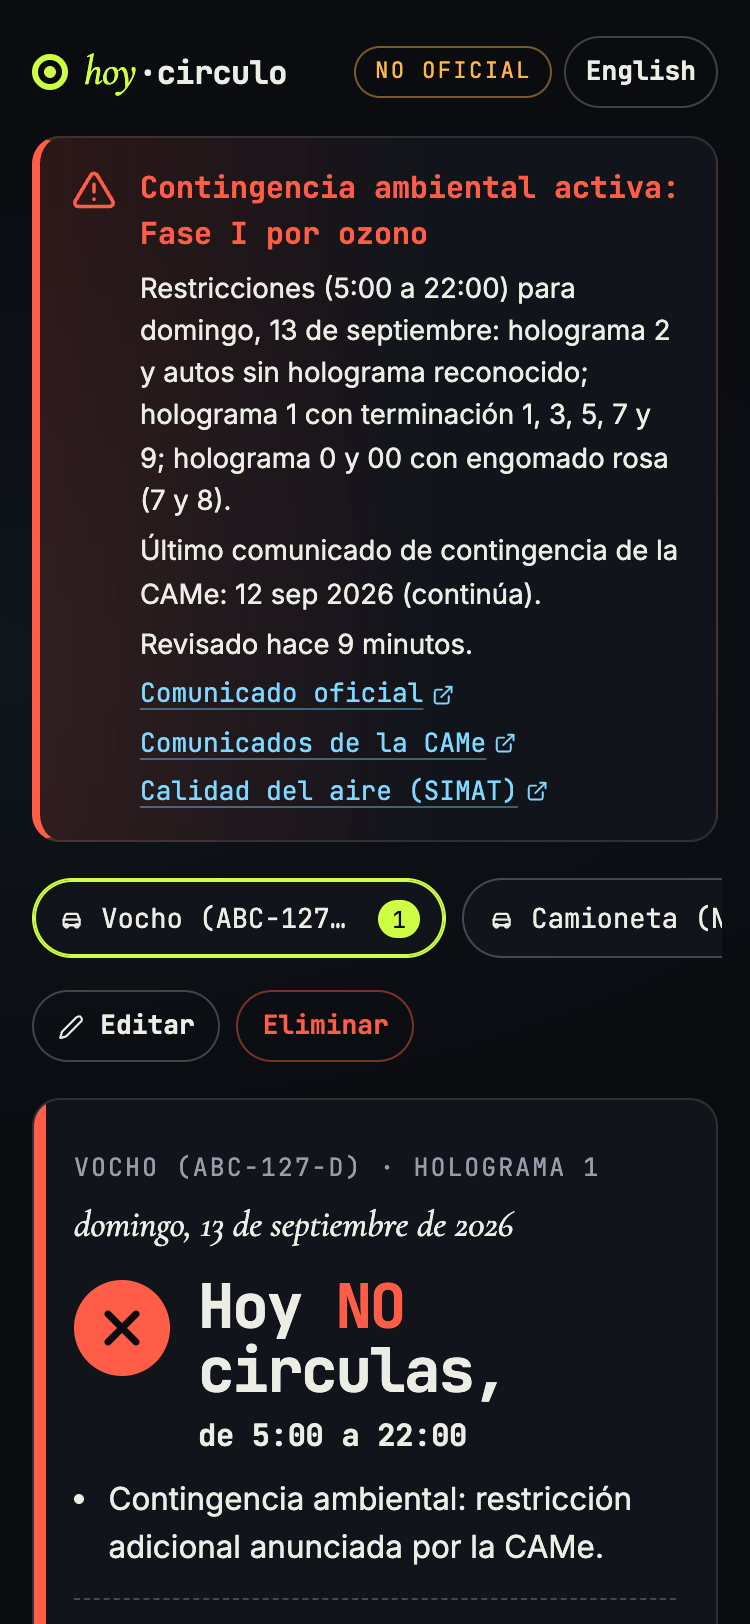 hoy·circulo
NO OFICIAL
English
Contingencia ambiental activa:
Fase I por ozono
Restricciones (5:00 a 22:00) para
domingo, 13 de septiembre: holograma 2
y autos sin holograma reconocido;
holograma 1 con terminación 1, 3, 5, 7 y
9; holograma 0 y 00 con engomado rosa
(7 y 8).
Último comunicado de contingencia de la
CAMe: 12 sep 2026 (continúa).
Revisado hace 9 minutos.
Comunicado oficial
Comunicados de la CAMe
Calidad del aire (SIMAT)
Vocho (ABC-127… 1
Camioneta (N
Editar
Eliminar
VOCHO (ABC-127-D) · HOLOGRAMA 1
domingo, 13 de septiembre de 2026
Hoy NO
circulas,
de 5:00 a 22:00
• Contingencia ambiental: restricción
adicional anunciada por la CAMe.